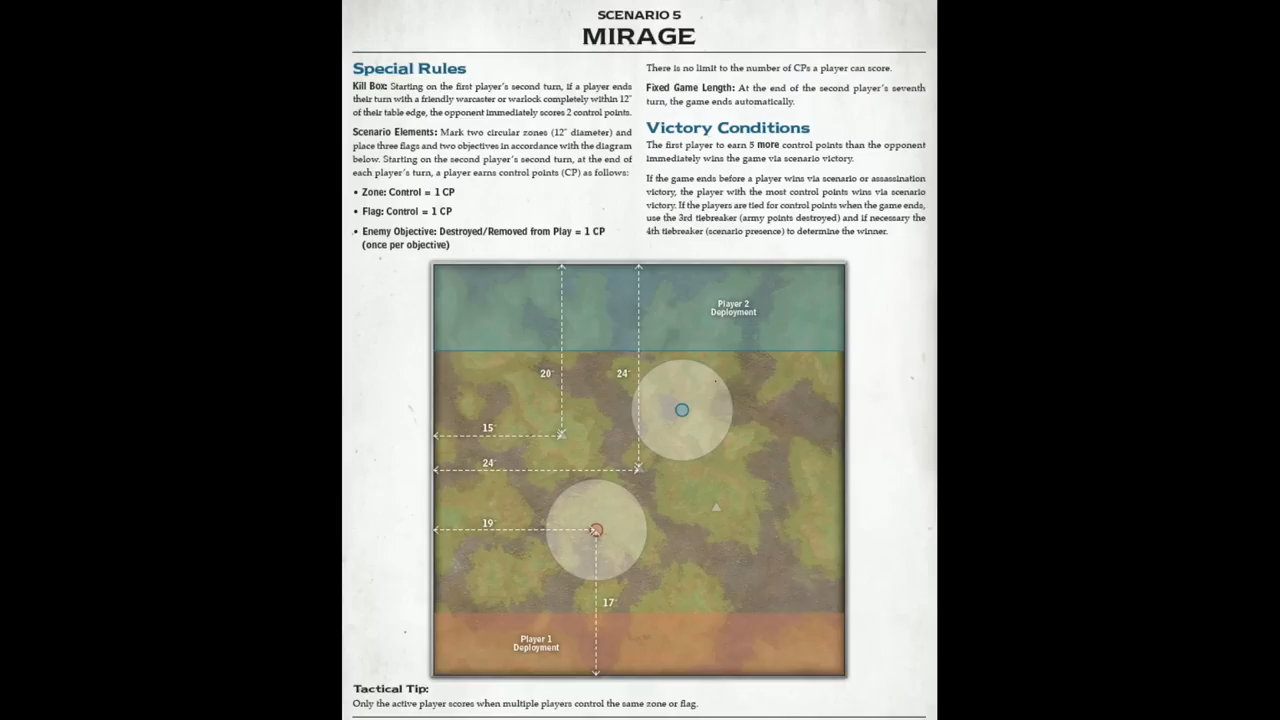 SCENARIO 5
MIRAGE
Special Rules
Kill Box: Starting on the first player's second turn, if a player ends
their turn with a friendly warcaster or warlock completely within 12"
of their table edge, the opponent immediately scores 2 control points.
Scenario Elements: Mark two circular zones (12" diameter) and
place three flags and two objectives in accordance with the diagram
below. Starting on the second player's second turn, at the end of
each player's turn, a player earns control points (CP) as follows:
• Zone: Control = 1 CP
• Flag: Control = 1 CP
• Enemy Objective: Destroyed/Removed from Play = 1 CP
(once per objective)
There is no limit to the number of CPs a player can score.
Fixed Game Length: At the end of the second player's seventh
turn, the game ends automatically.
Victory Conditions
The first player to earn 5 more control points than the opponent
immediately wins the game via scenario victory.
If the game ends before a player wins via scenario or assassination
victory, the player with the most control points wins via scenario
victory. If the players are tied for control points when the game ends,
use the 3rd tiebreaker (army points destroyed) and if necessary the
4th tiebreaker (scenario presence) to determine the winner.
Player 2
Deployment
20"
24"
15"
24"
19"
17"
Player 1
Deployment
Tactical Tip:
Only the active player scores when multiple players control the same zone or flag.